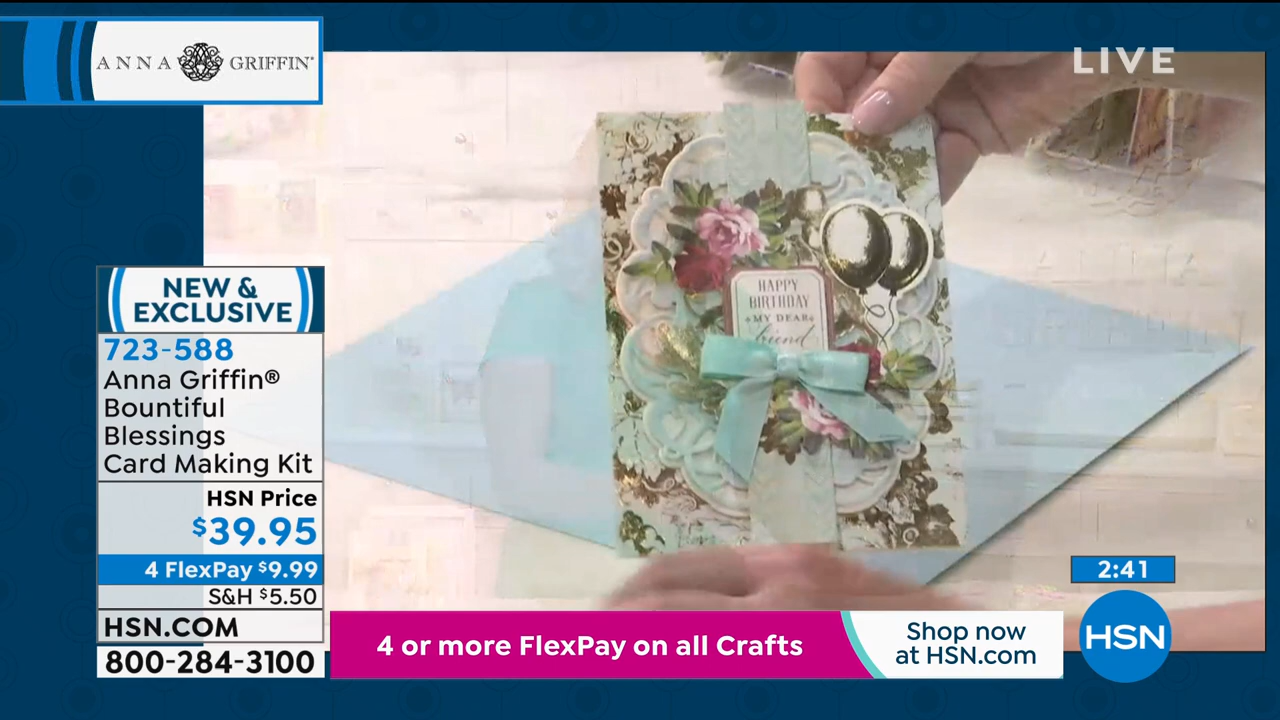 ANNA GRIFFIN®
LIVE
HAPPY
BIRTHDAY
MY DEAR
friend
NEW &
EXCLUSIVE
723-588
Anna Griffin®
Bountiful
Blessings
Card Making Kit
HSN Price
$39.95
4 FlexPay $9.99
S&H $5.50
HSN.COM
800-284-3100
4 or more FlexPay on all Crafts
Shop now
at HSN.com
2:41
HSN